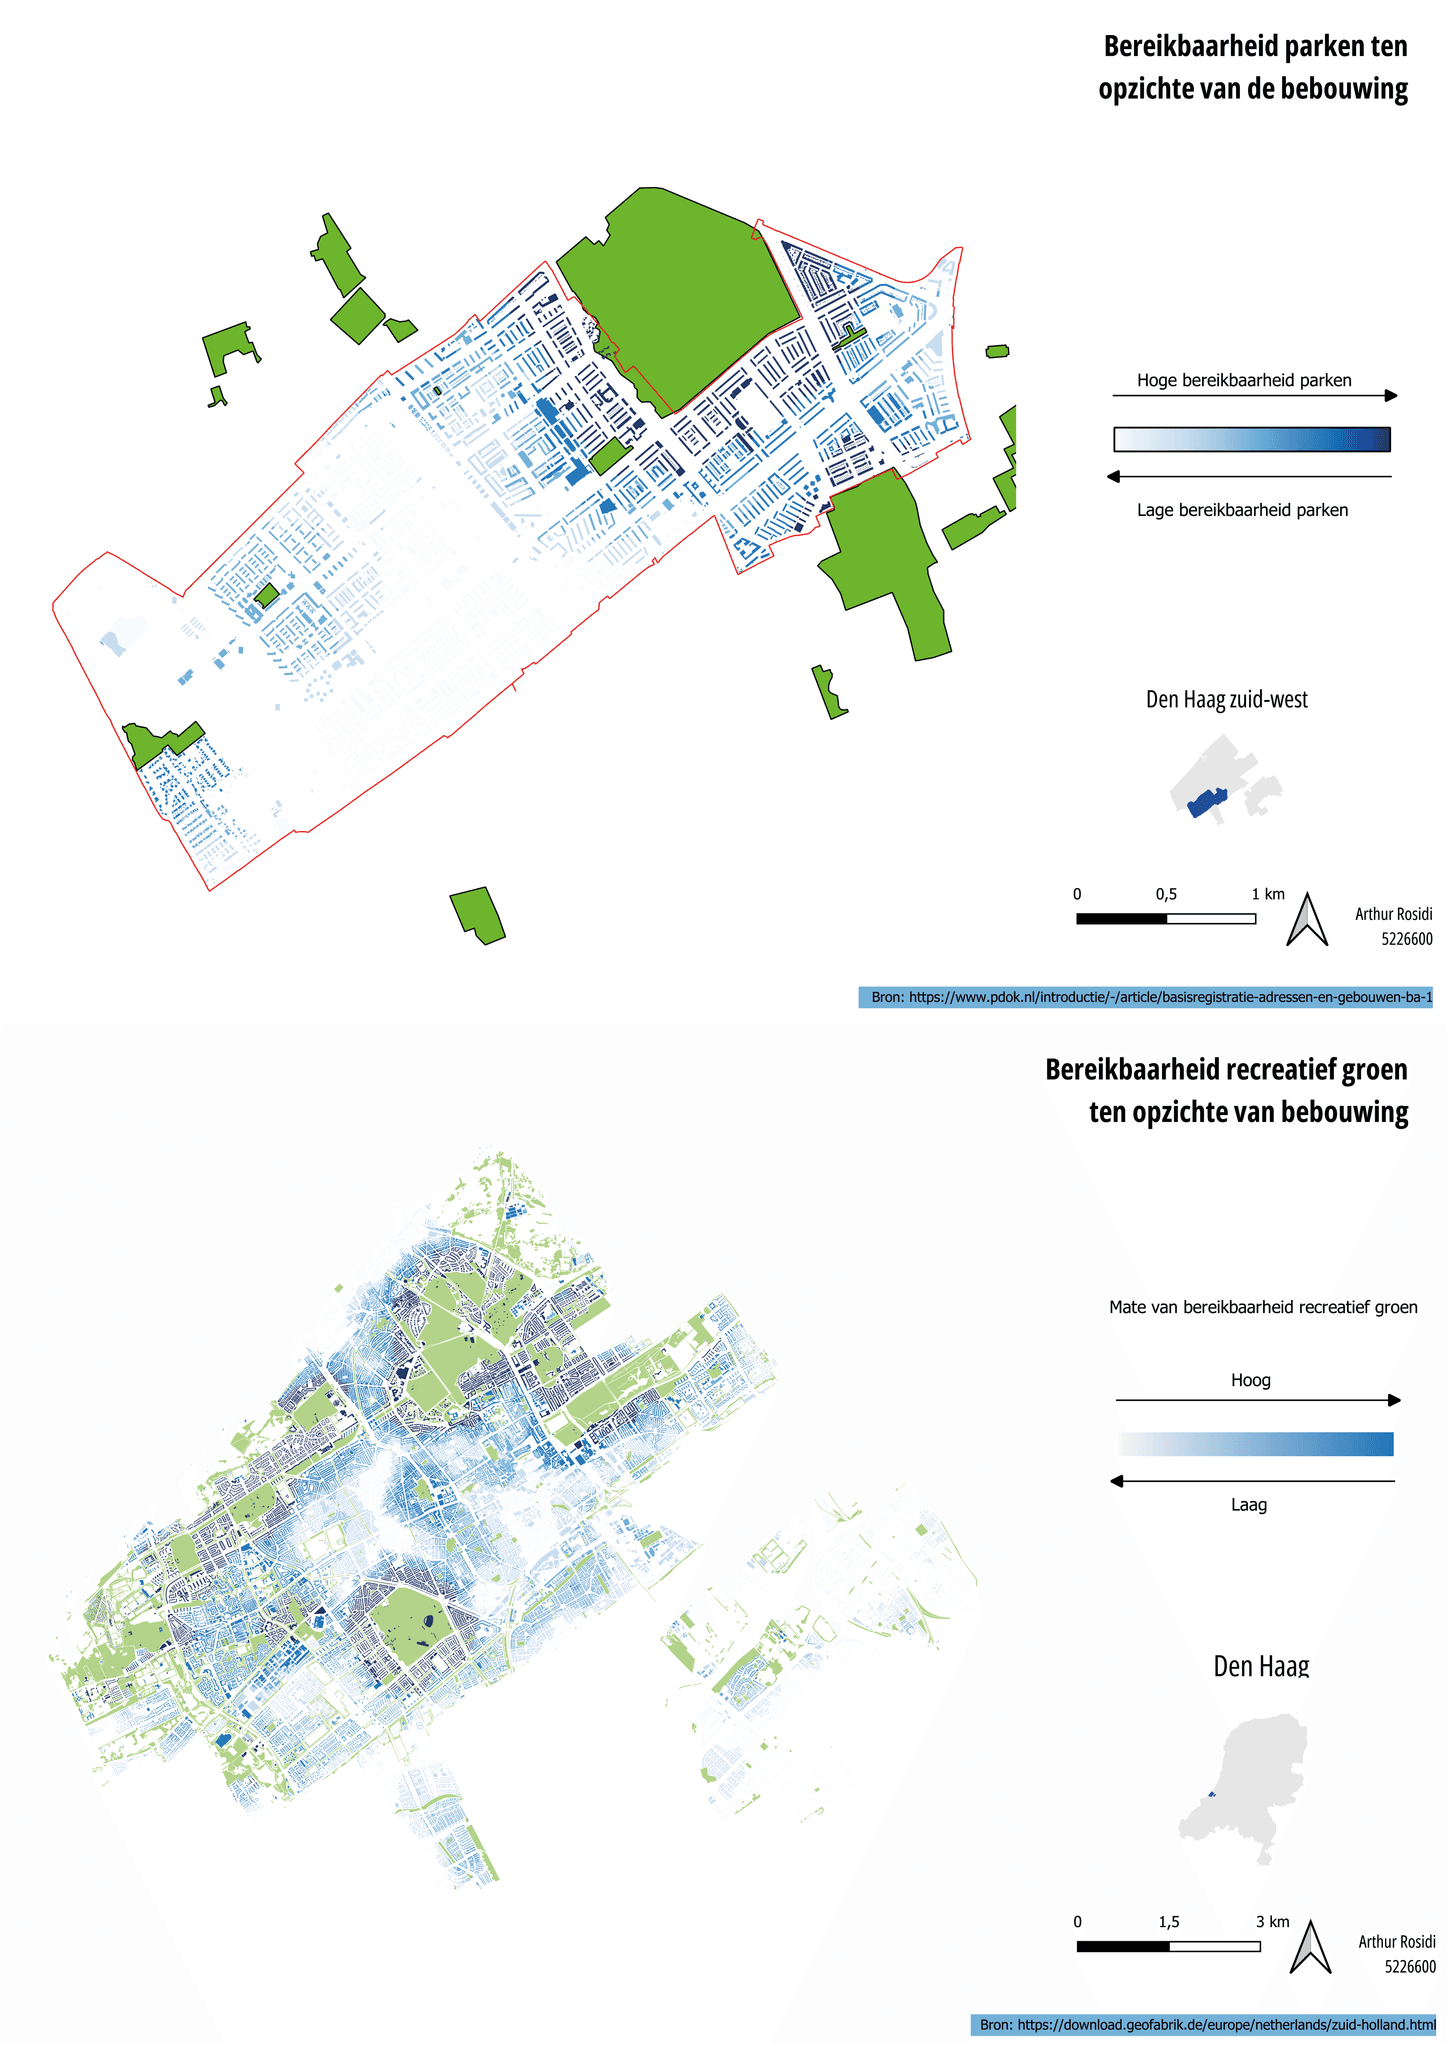 Bereikbaarheid parken ten
opzichte van de bebouwing
Hoge bereikbaarheid parken
Lage bereikbaarheid parken
Den Haag zuid-west
0 0,5 1 km
Arthur Rosidi
5226600
Bron: https://www.pdok.nl/introductie/-/article/basisregistratie-adressen-en-gebouwen-ba-1
Bereikbaarheid recreatief groen
ten opzichte van bebouwing
Mate van bereikbaarheid recreatief groen
Hoog
Laag
Den Haag
0 1,5 3 km
Arthur Rosidi
5226600
Bron: https://download.geofabrik.de/europe/netherlands/zuid-holland.html